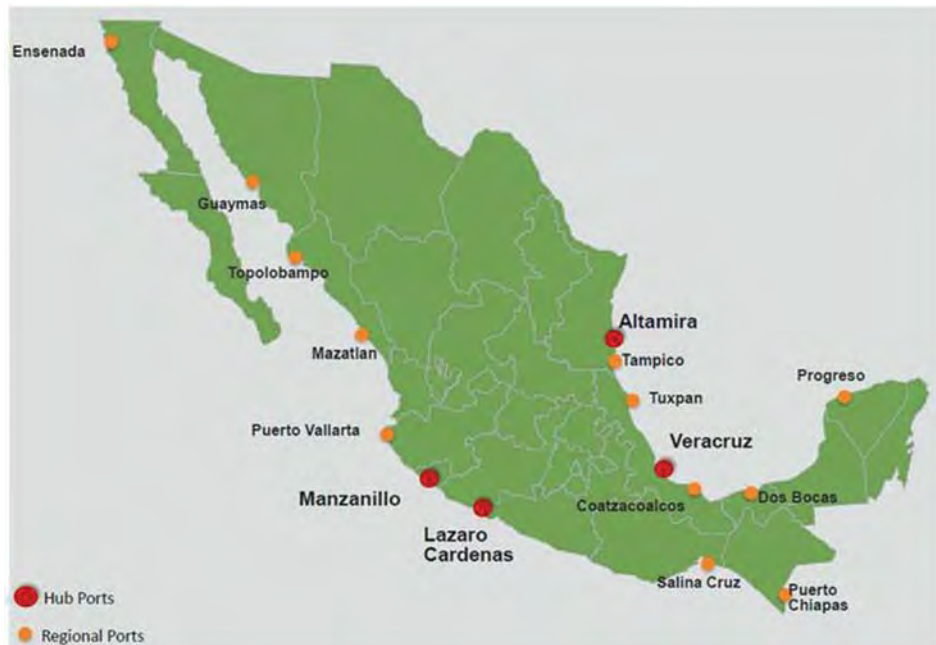 Ensenada
Guaymas
Topolobampo
Altamira
Mazatlan
Tampico
Progreso
Tuxpan
Puerto Vallarta
Veracruz
Manzanillo
Coatzacoalcos
Dos Bocas
Lazaro
Cardenas
Salina Cruz
Puerto
Chiapas
Hub Ports
Regional Ports